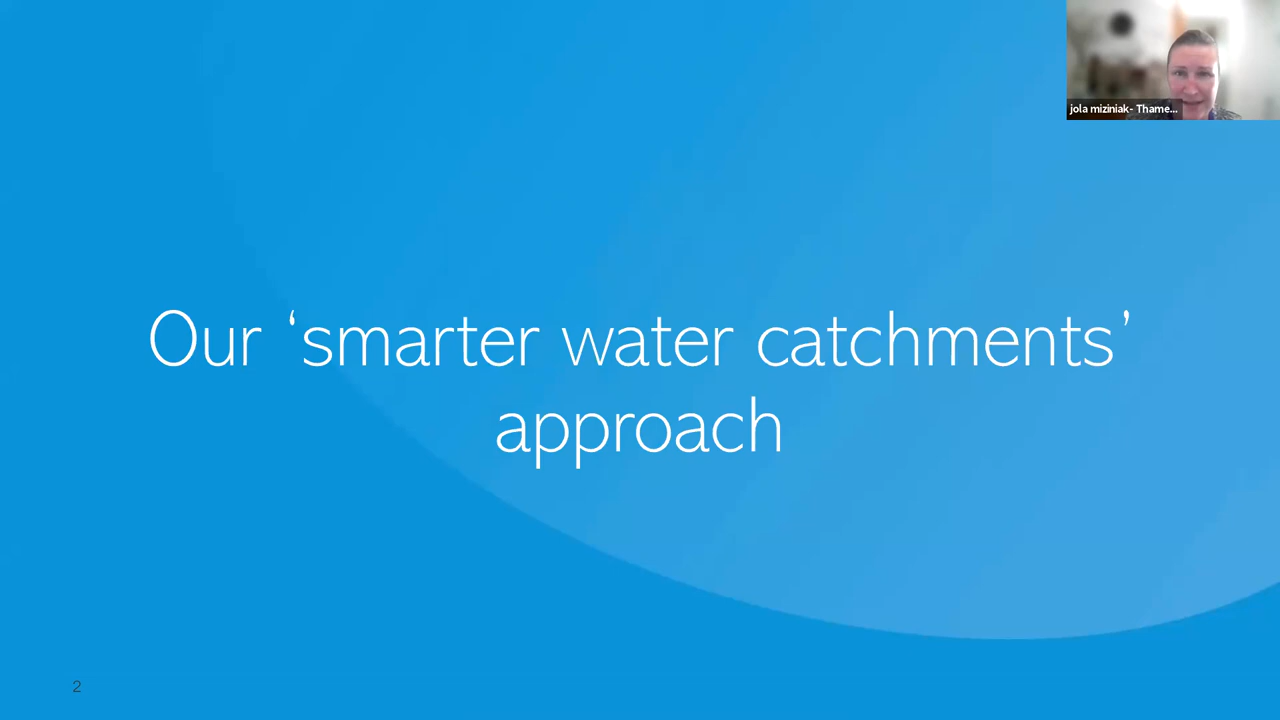 jola miziniak- Thame...
Our ‘smarter water catchments’
approach
2